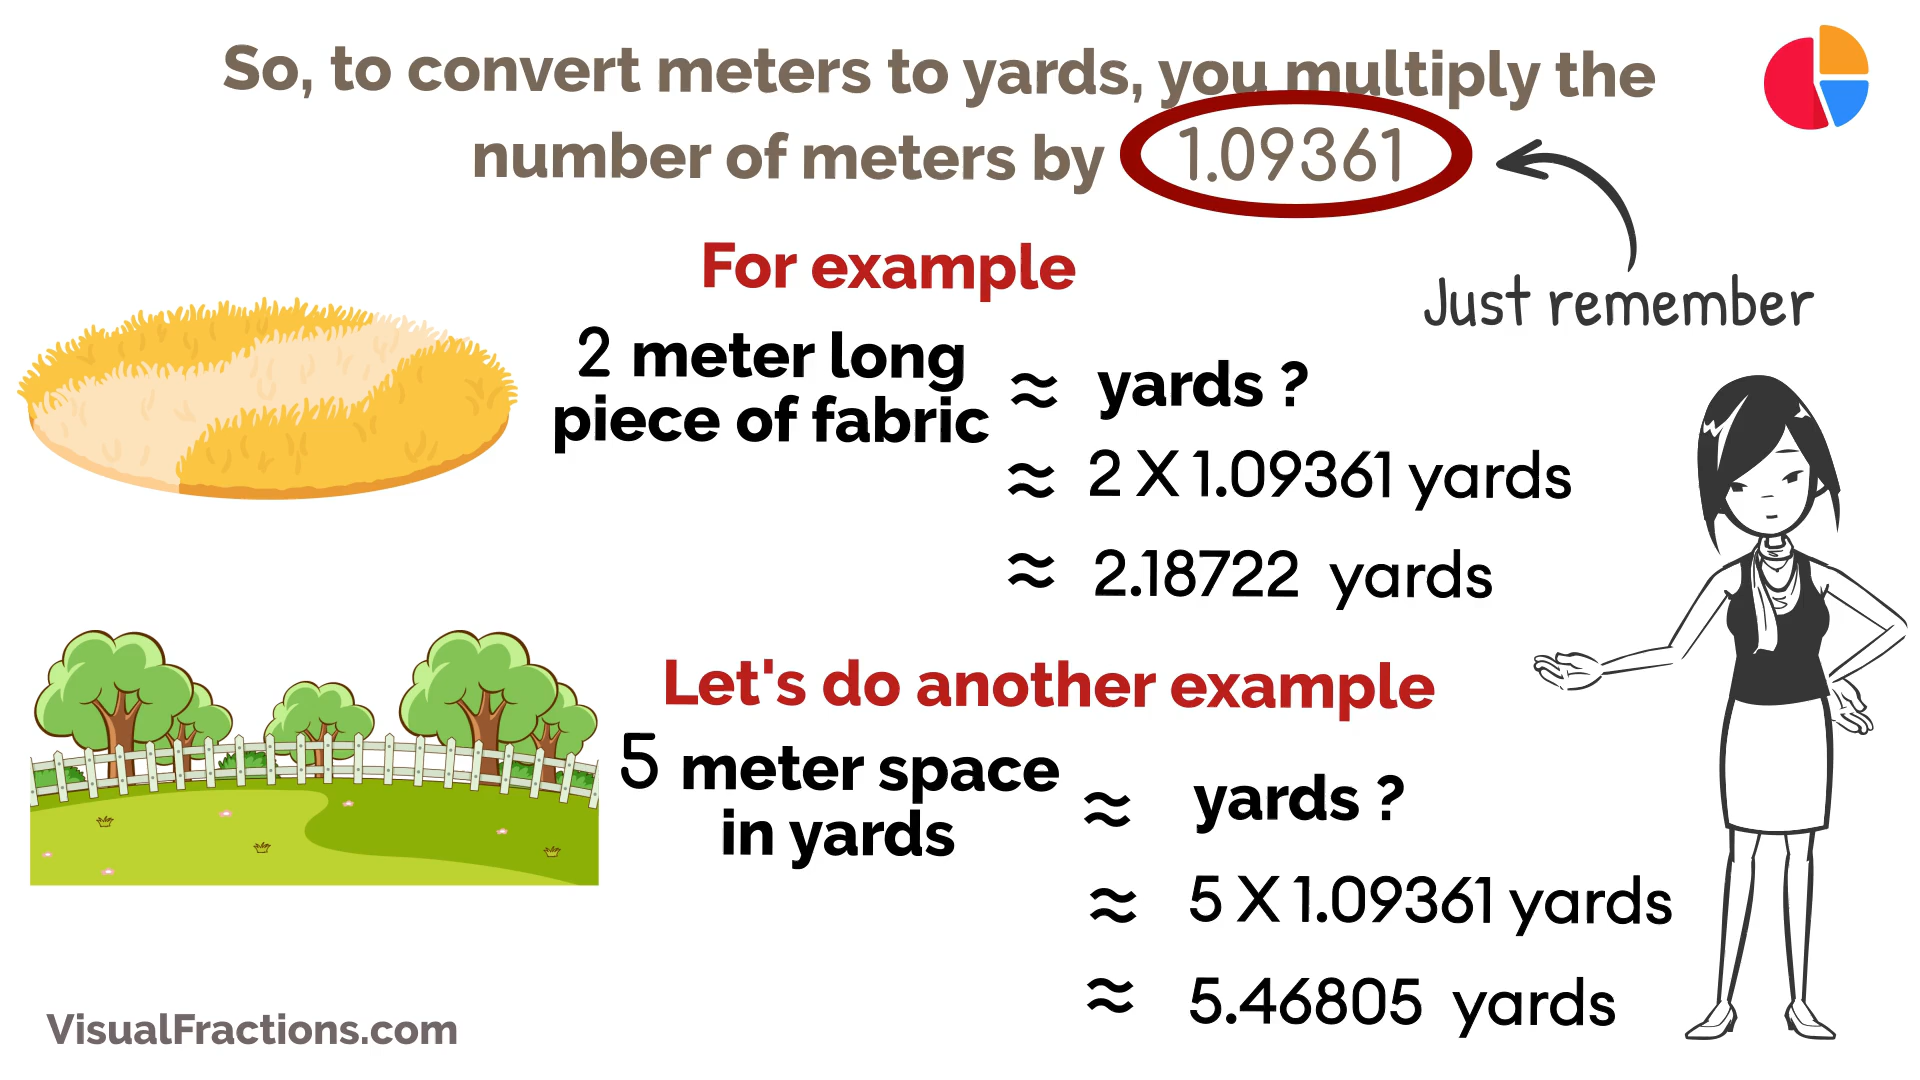 So, to convert meters to yards, you multiply the
number of meters by 1.09361
Just remember
For example
2 meter long
piece of fabric
≈ yards ?
≈ 2 X 1.09361 yards
≈ 2.18722 yards
Let's do another example
5 meter space
in yards
≈ yards ?
≈ 5 X 1.09361 yards
≈ 5.46805 yards
VisualFractions.com